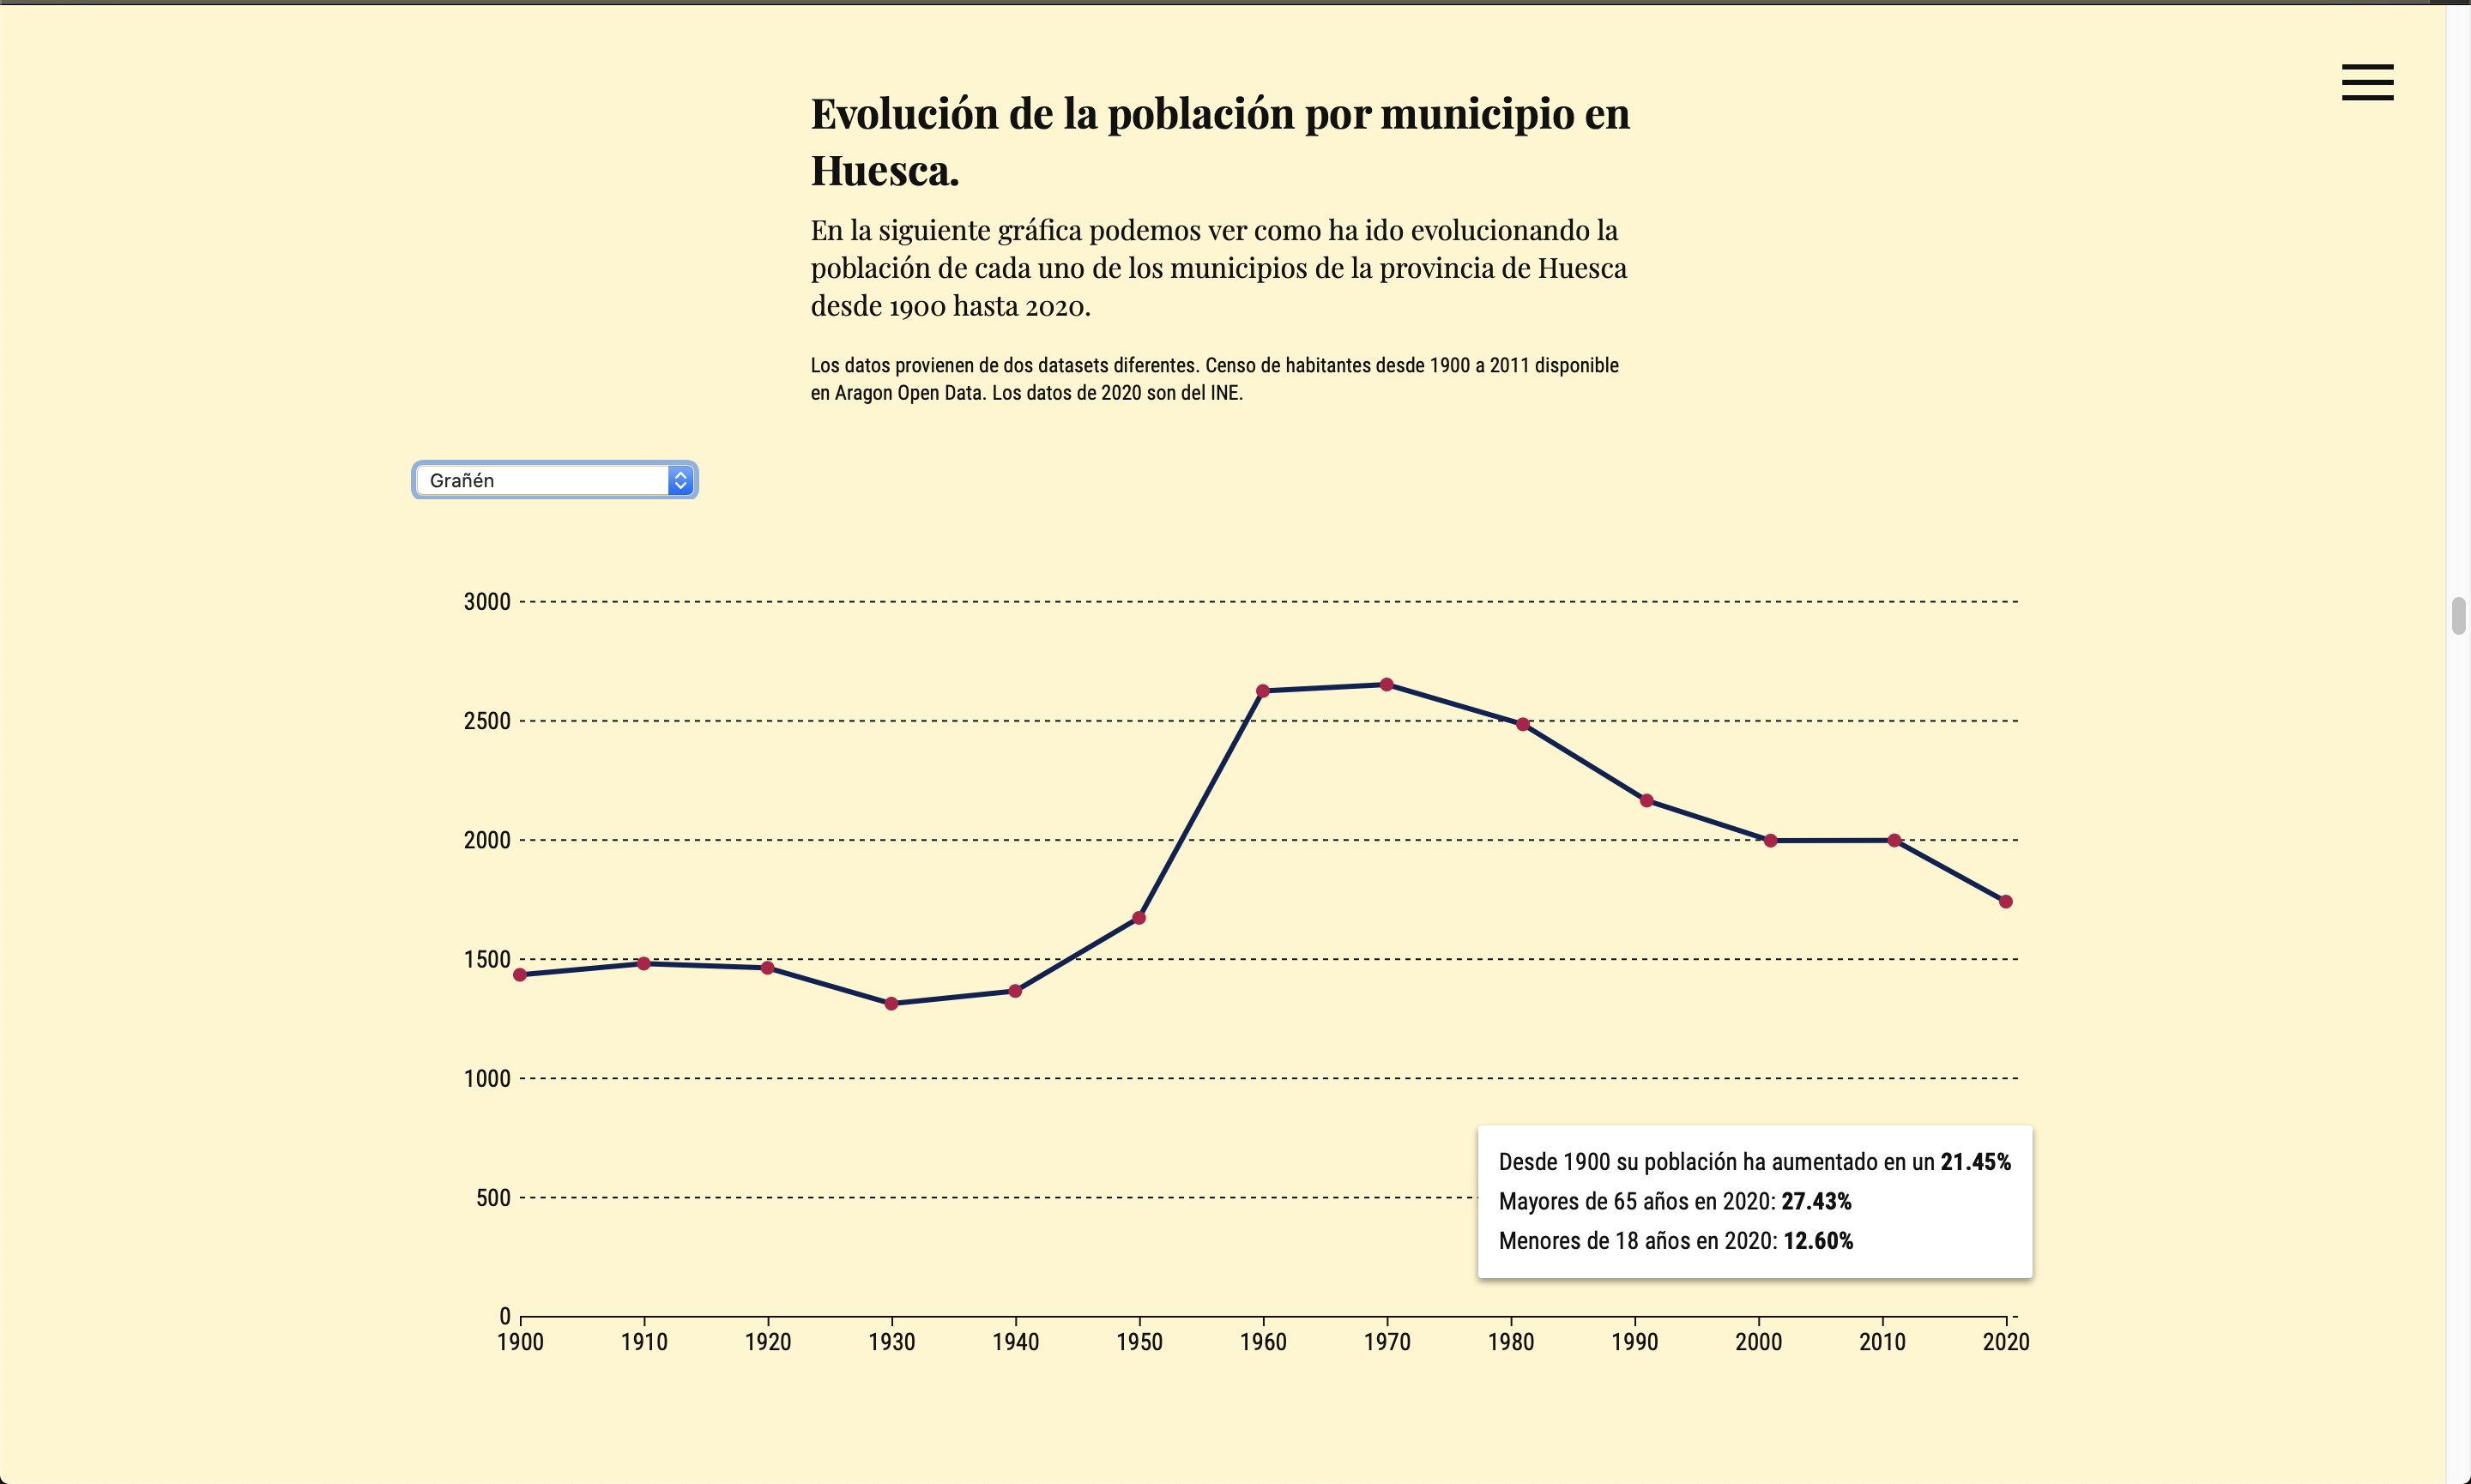 Evolución de la población por municipio en
Huesca.
En la siguiente gráfica podemos ver como ha ido evolucionando la
población de cada uno de los municipios de la provincia de Huesca
desde 1900 hasta 2020.
Los datos provienen de dos datasets diferentes. Censo de habitantes desde 1900 a 2011 disponible
en Aragon Open Data. Los datos de 2020 son del INE.
Grañén
3000
2500
2000
1500
1000
500
0
Desde 1900 su población ha aumentado en un 21.45%
Mayores de 65 años en 2020: 27.43%
Menores de 18 años en 2020: 12.60%
1900 1910 1920 1930 1940 1950 1960 1970 1980 1990 2000 2010 2020